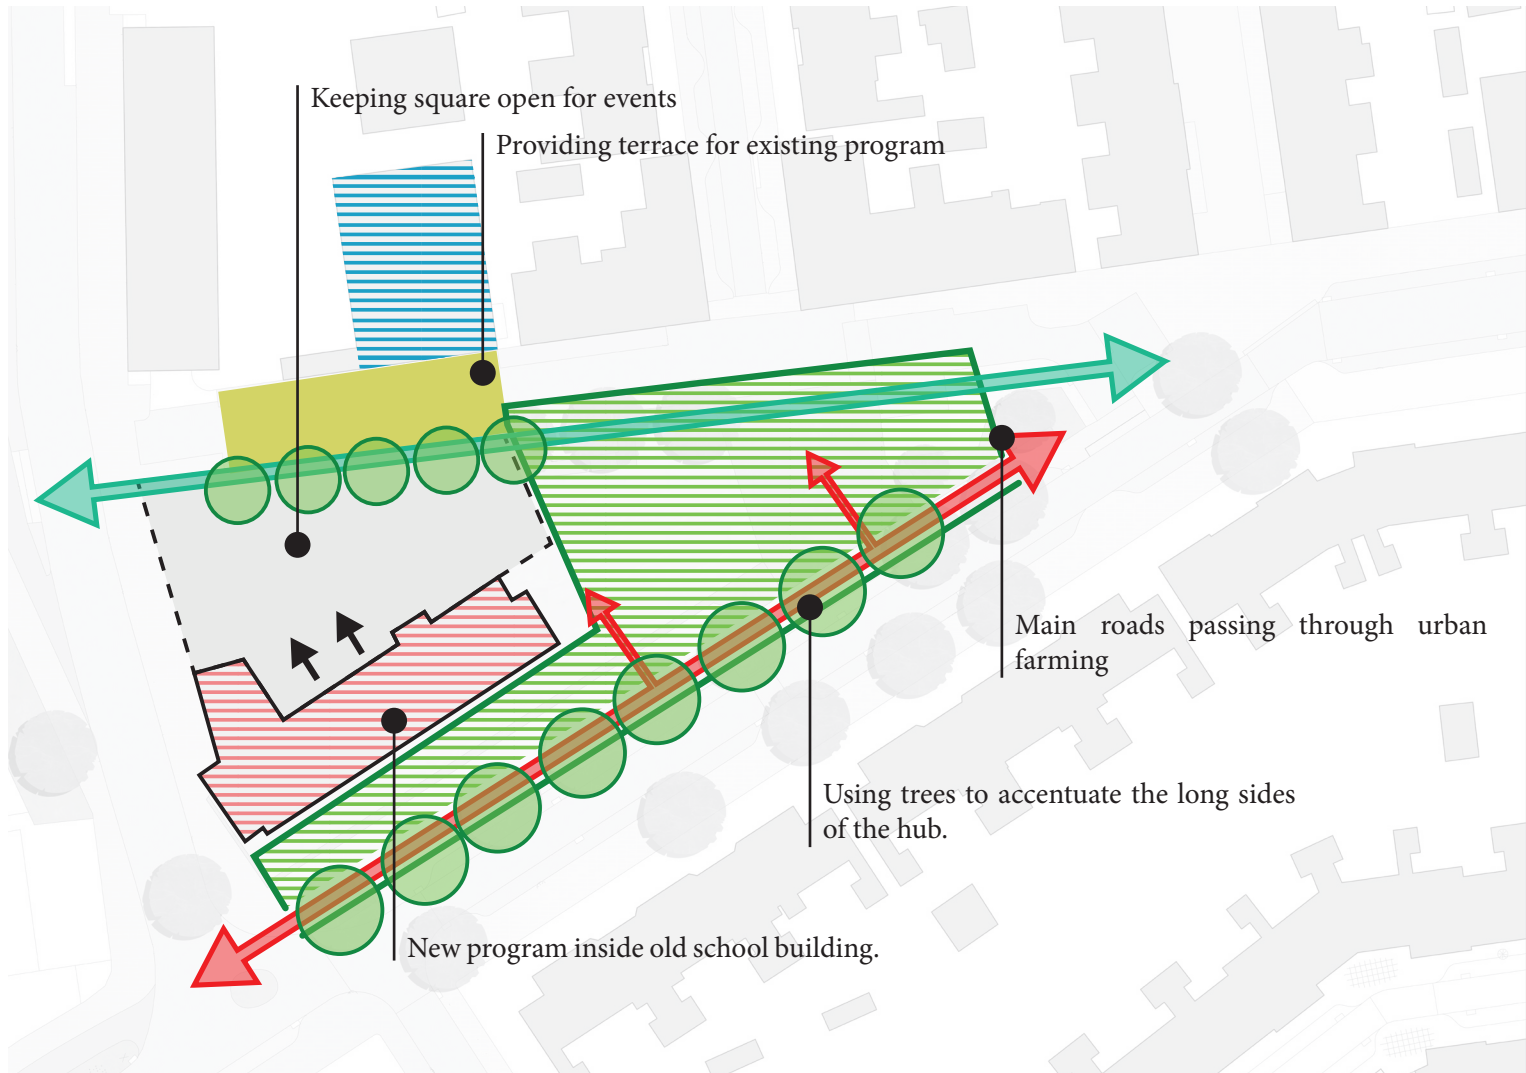 Keeping square open for events
Providing terrace for existing program
Main roads passing through urban
farming
Using trees to accentuate the long sides
of the hub.
New program inside old school building.